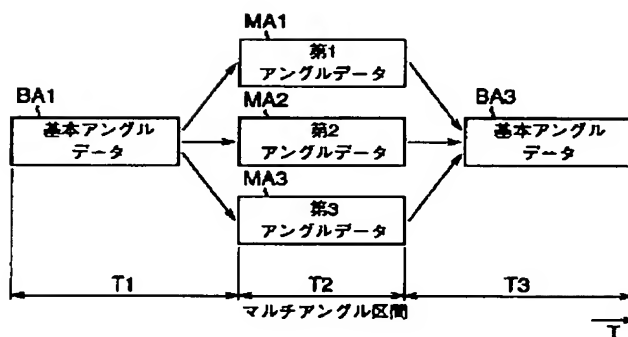 MA1
第1
アングルデータ
BA1
基本アングル
データ
MA2
第2
アングルデータ
BA3
基本アングル
データ
MA3
第3
アングルデータ
T1
T2
T3
マルチアングル区間
T